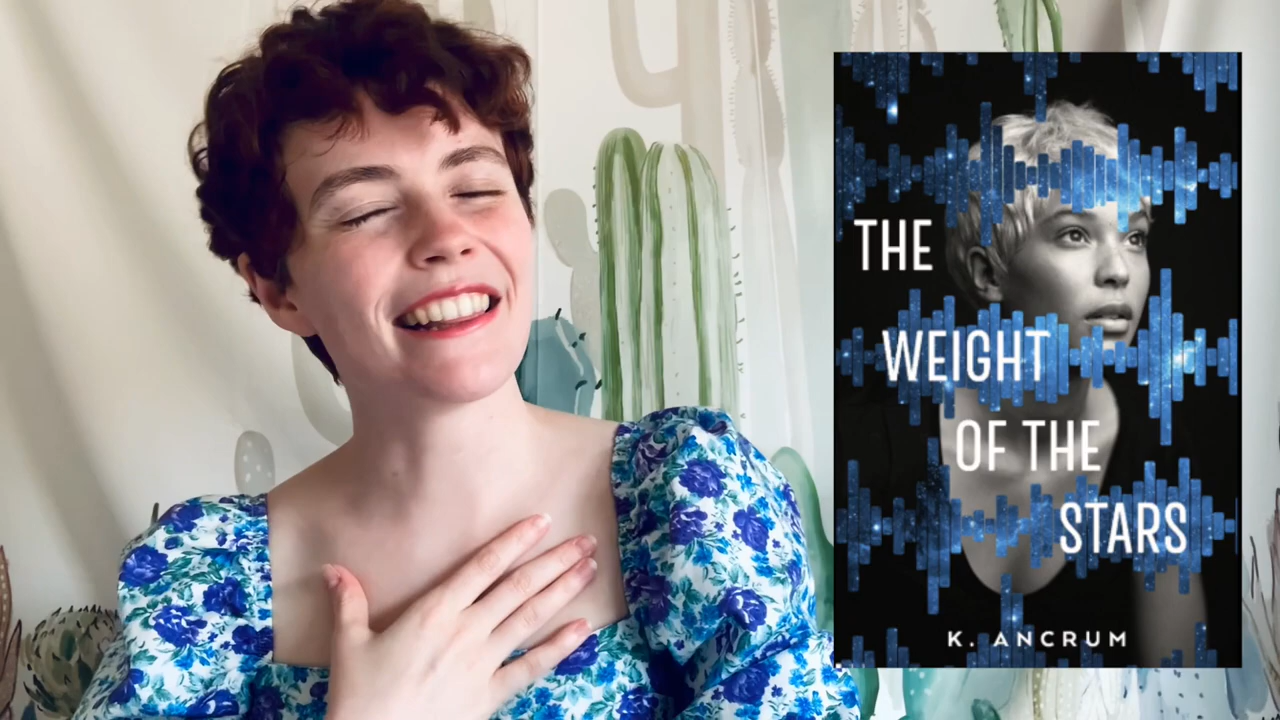 THE
WEIGHT
OF THE
STARS
K. ANCRUM